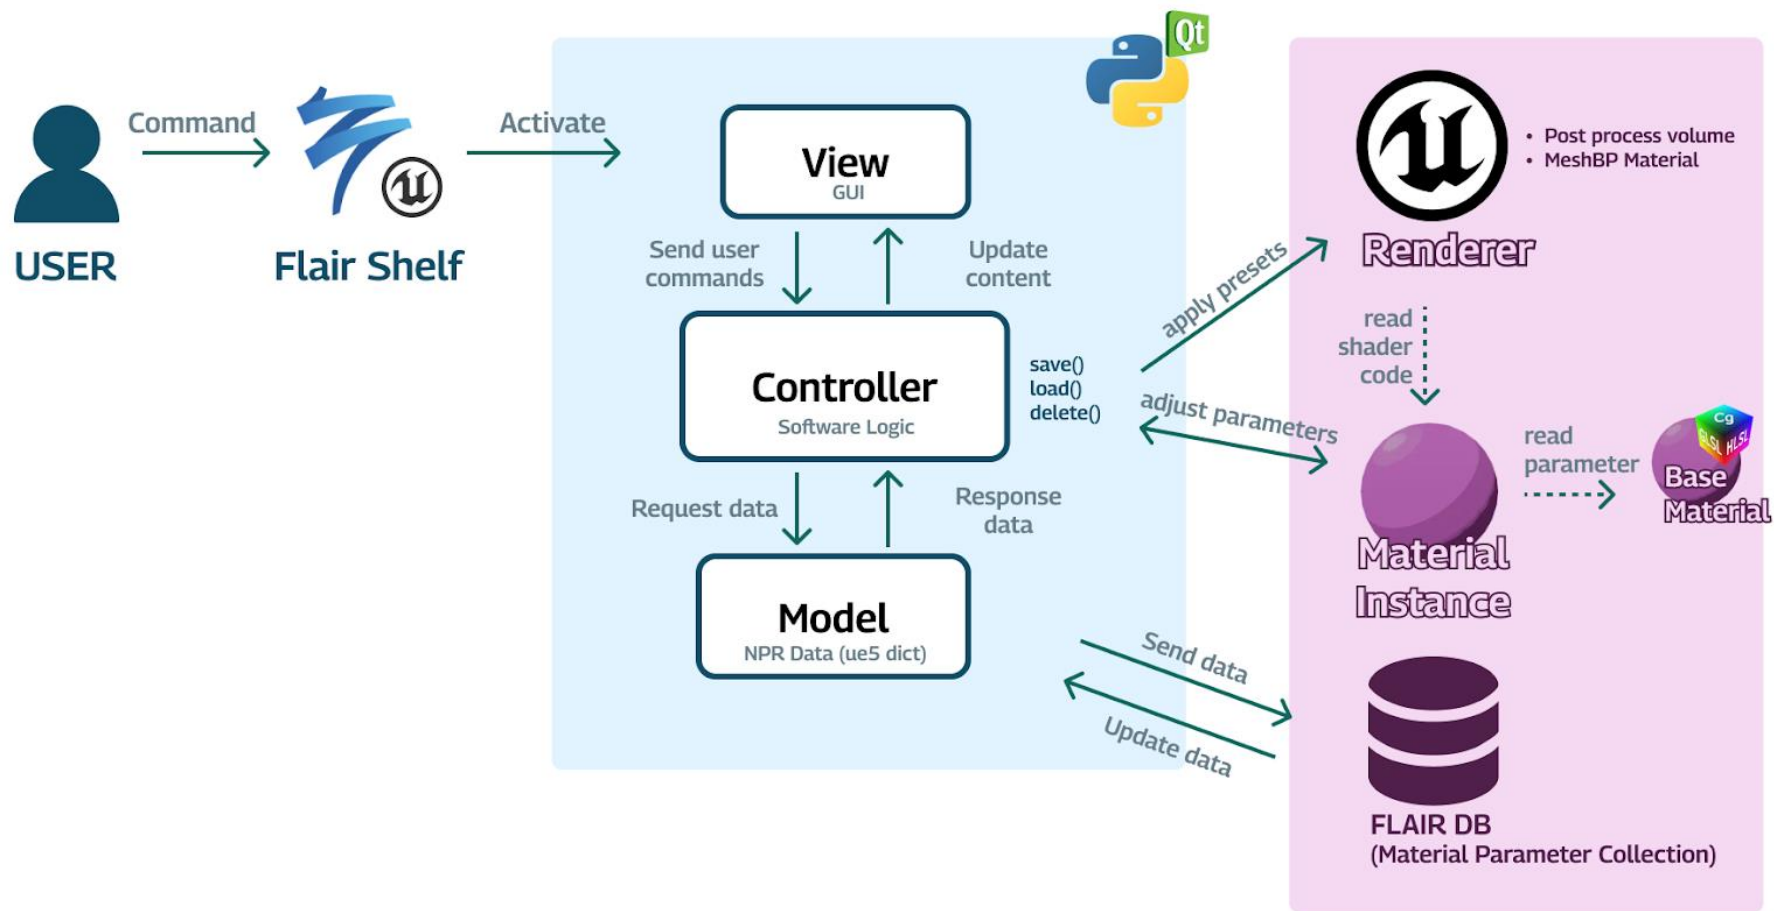 Command
USER
Flair Shelf
Activate
Qt
View
GUI
Send user
commands
Update
content
Controller
Software Logic
save()
load()
delete()
Request data
Response
data
Model
NPR Data (ue5 dict)
apply presets
adjust parameters
Send data
Update data
• Post process volume
• MeshBP Material
Renderer
read
shader
code
Material
Instance
read
parameter
Cg
GLSL HLSL
Base
Material
FLAIR DB
(Material Parameter Collection)